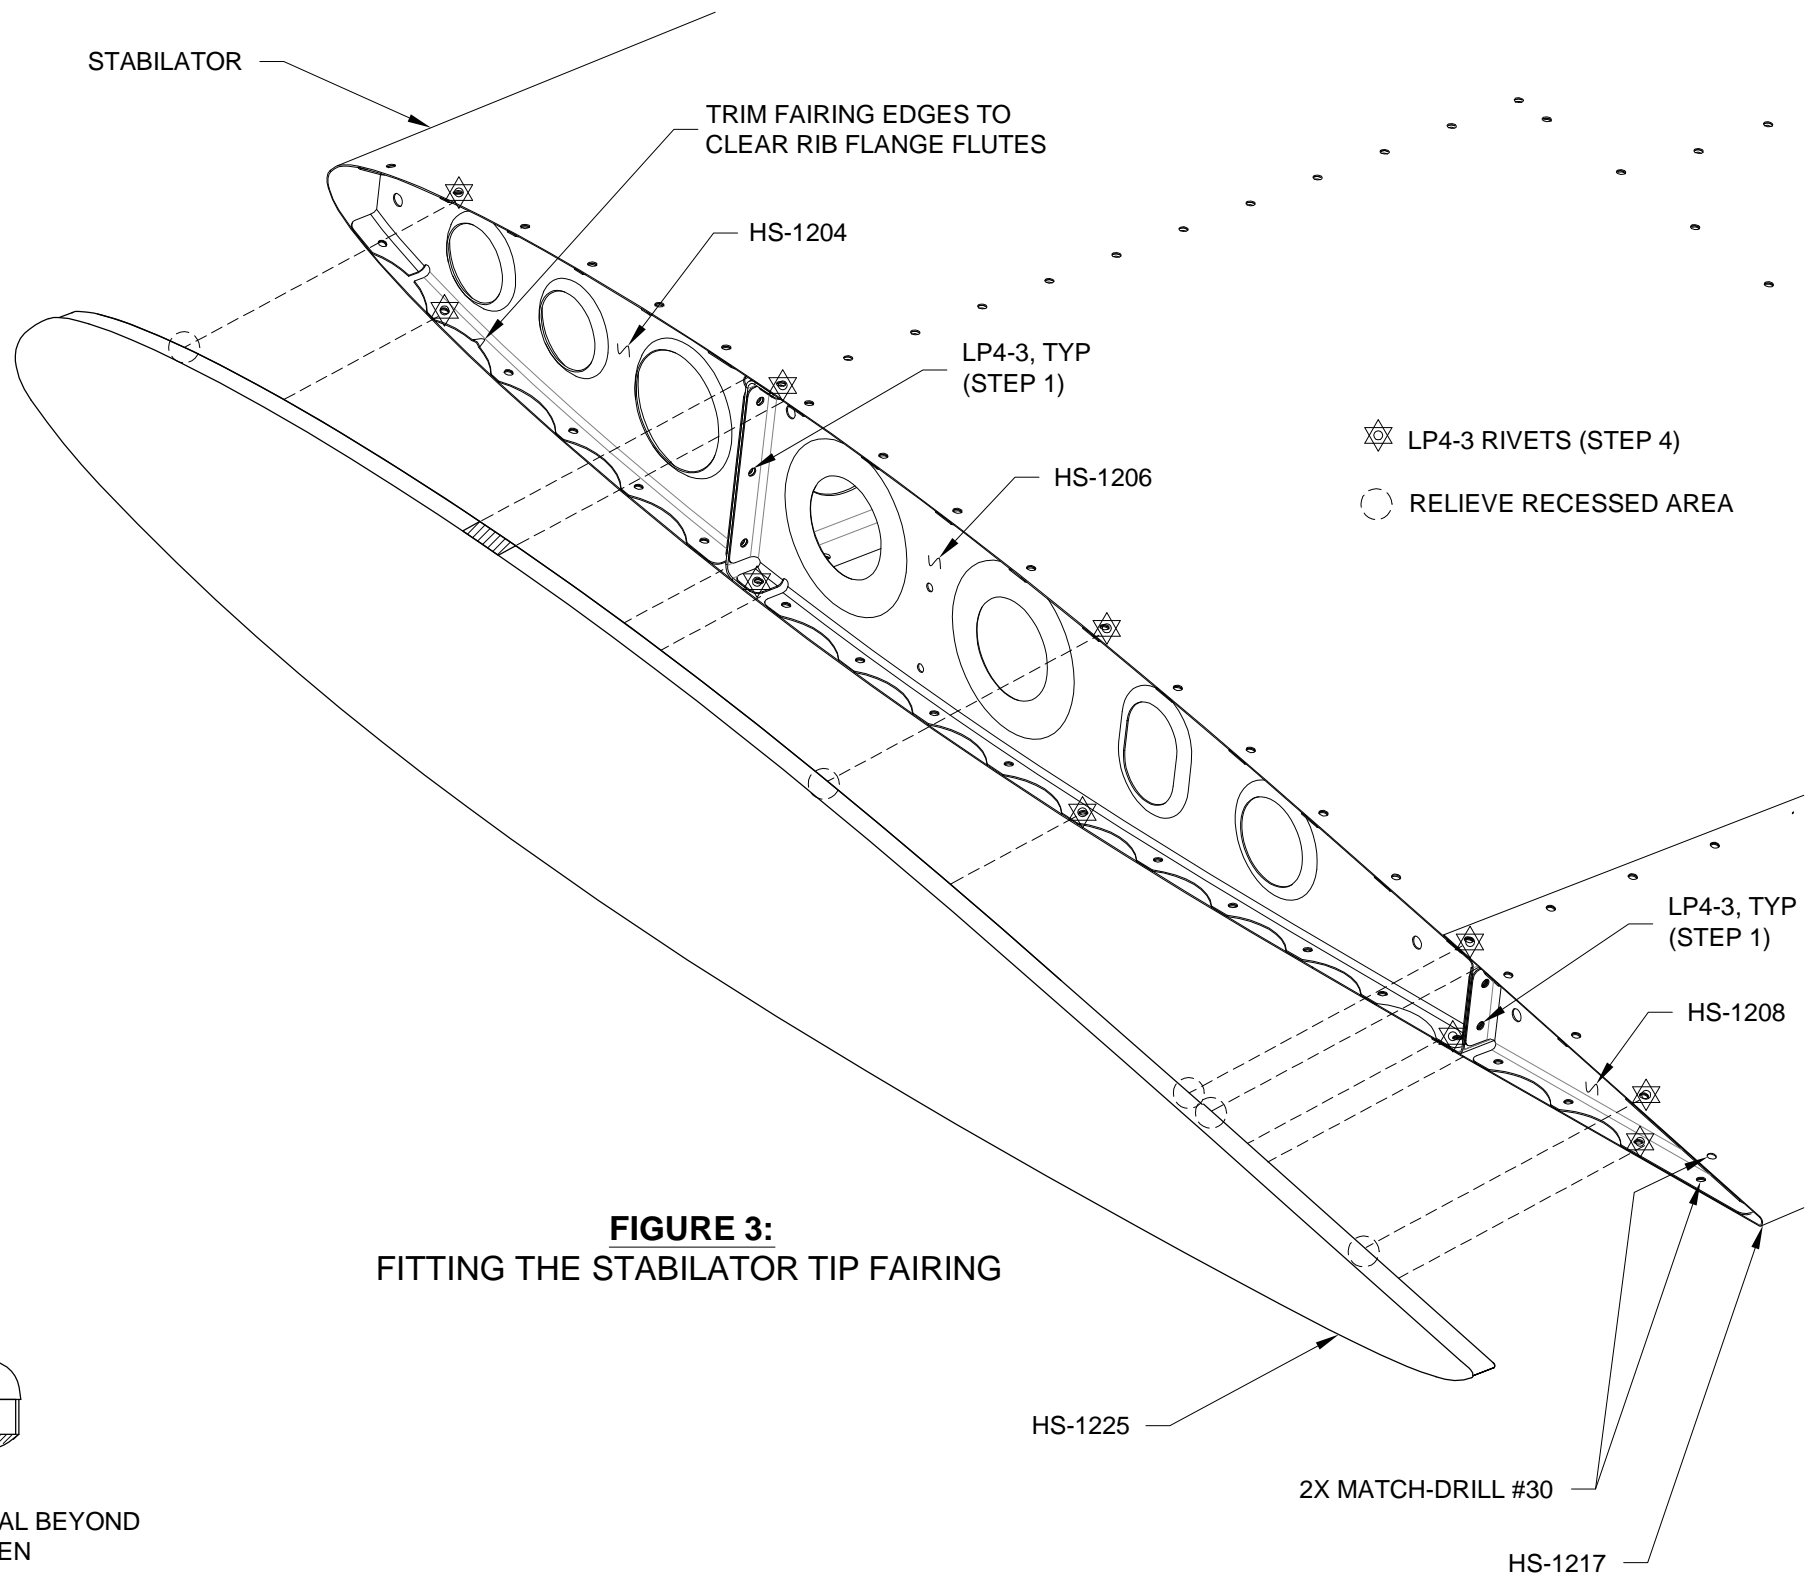 STABILATOR
TRIM FAIRING EDGES TO
CLEAR RIB FLANGE FLUTES
HS-1204
LP4-3, TYP
(STEP 1)
LP4-3 RIVETS (STEP 4)
HS-1206
RELIEVE RECESSED AREA
LP4-3, TYP
(STEP 1)
HS-1208
FIGURE 3:
FITTING THE STABILATOR TIP FAIRING
HS-1225
2X MATCH-DRILL #30
AL BEYOND
EN
HS-1217